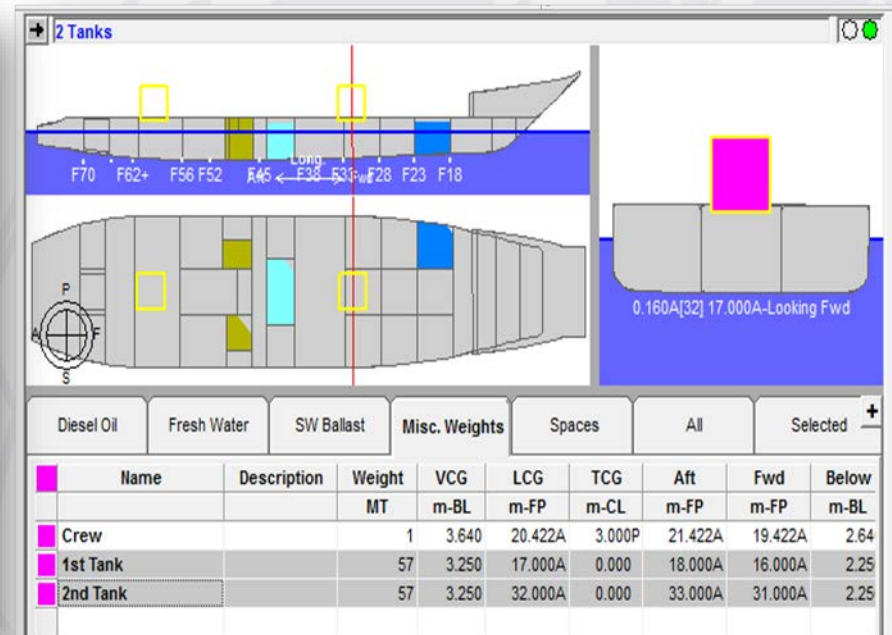 2 Tanks
Long.
F70 F62+ F56 F52 F45 F38 F33 Fwd F28 F23 F18
P
A F
S
0.160A[32] 17.000A-Looking Fwd
Diesel Oil Fresh Water SW Ballast Misc. Weights Spaces All Selected +
Name Description Weight VCG LCG TCG Aft Fwd Below
MT m-BL m-FP m-CL m-FP m-FP m-BL
Crew 1 3.640 20.422A 3.000P 21.422A 19.422A 2.64
1st Tank 57 3.250 17.000A 0.000 18.000A 16.000A 2.25
2nd Tank 57 3.250 32.000A 0.000 33.000A 31.000A 2.25